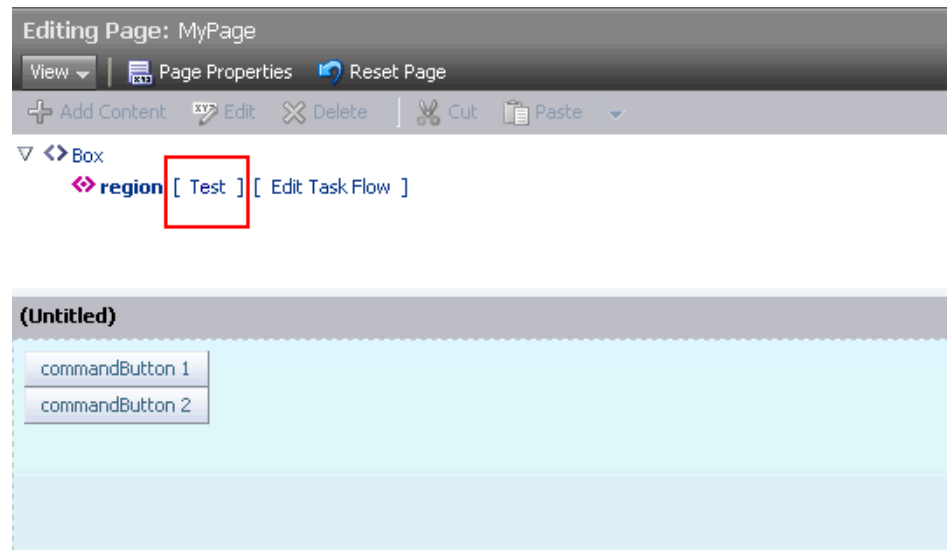 Editing Page: MyPage
View Page Properties Reset Page
Add Content Edit Delete Cut Paste
Box
region [ Test ] [ Edit Task Flow ]
(Untitled)
commandButton 1
commandButton 2